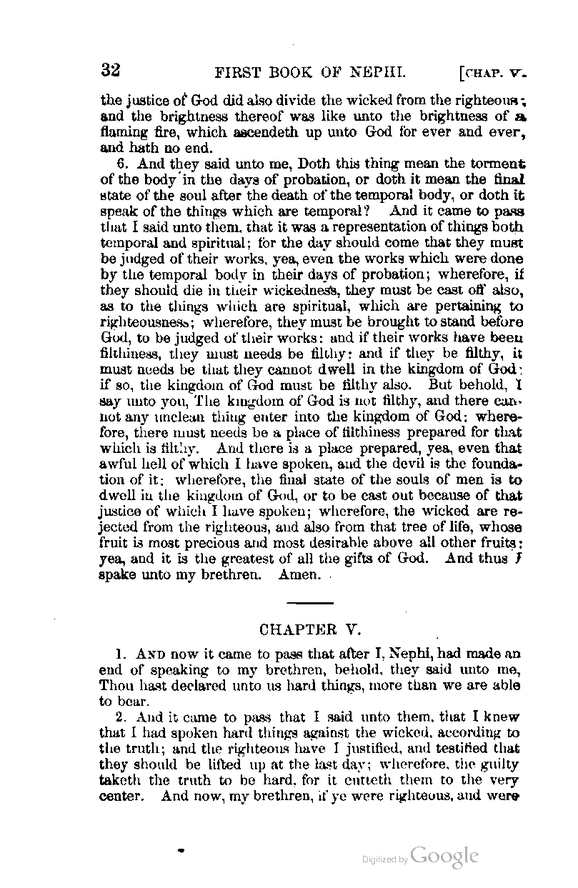 32 FIRST BOOK OF NEPHI. [CHAP. V.
the justice of God did also divide the wicked from the righteous;
and the brightness thereof was like unto the brightness of a
flaming fire, which ascendeth up unto God for ever and ever,
and hath no end.
6. And they said unto me, Doth this thing mean the torment
of the body in the days of probation, or doth it mean the final
state of the soul after the death of the temporal body, or doth it
speak of the things which are temporal? And it came to pass
that I said unto them, that it was a representation of things both
temporal and spiritual; for the day should come that they must
be judged of their works, yea, even the works which were done
by the temporal body in their days of probation; wherefore, if
they should die in their wickedness, they must be cast off also,
as to the things which are spiritual, which are pertaining to
righteousness; wherefore, they must be brought to stand before
God, to be judged of their works: and if their works have been
filthiness, they must needs be filthy: and if they be filthy, it
must needs be that they cannot dwell in the kingdom of God:
if so, the kingdom of God must be filthy also. But behold, I
say unto you, The kingdom of God is not filthy, and there can-
not any unclean thing enter into the kingdom of God; where-
fore, there must needs be a place of filthiness prepared for that
which is filthy. And there is a place prepared, yea, even that
awful hell of which I have spoken, and the devil is the founda-
tion of it; wherefore, the final state of the souls of men is to
dwell in the kingdom of God, or to be cast out because of that
justice of which I have spoken; wherefore, the wicked are re-
jected from the righteous, and also from that tree of life, whose
fruit is most precious and most desirable above all other fruits;
yea, and it is the greatest of all the gifts of God. And thus I
spake unto my brethren. Amen.
CHAPTER V.
1. AND now it came to pass that after I, Nephi, had made an
end of speaking to my brethren, behold, they said unto me,
Thou hast declared unto us hard things, more than we are able
to bear.
2. And it came to pass that I said unto them, that I knew
that I had spoken hard things against the wicked, according to
the truth; and the righteous have I justified, and testified that
they should be lifted up at the last day; wherefore, the guilty
taketh the truth to be hard, for it cutteth them to the very
center. And now, my brethren, if ye were righteous, and were
Digitized by Google